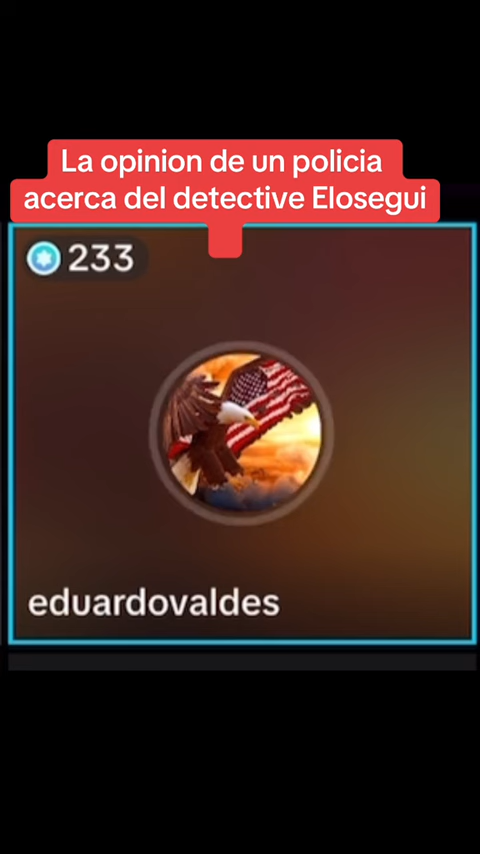 La opinion de un policia
acerca del detective Elosegui
233
eduardovaldes